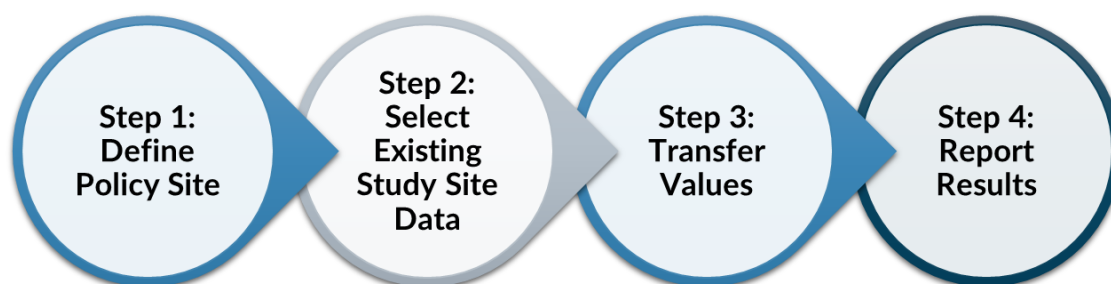 Step 1:
Define
Policy Site
Step 2:
Select
Existing
Study Site
Data
Step 3:
Transfer
Values
Step 4:
Report
Results